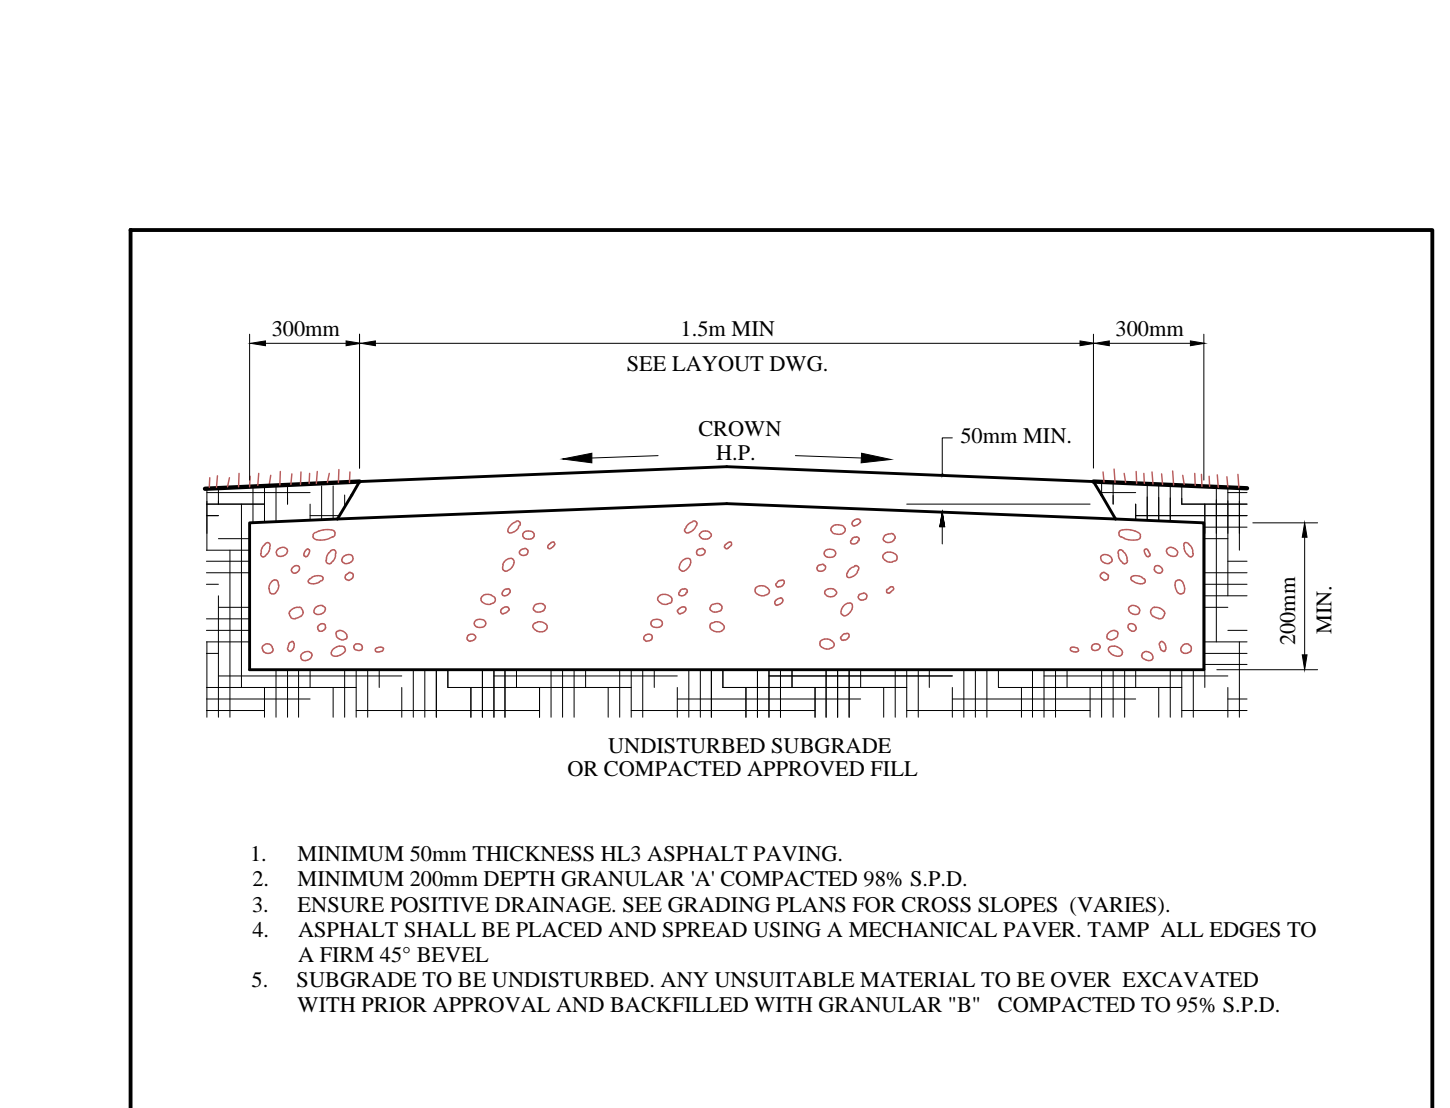 300mm 1.5m MIN 300mm
SEE LAYOUT DWG.
CROWN
H.P.
50mm MIN.
200mm
MIN.
UNDISTURBED SUBGRADE
OR COMPACTED APPROVED FILL
1. MINIMUM 50mm THICKNESS HL3 ASPHALT PAVING.
2. MINIMUM 200mm DEPTH GRANULAR 'A' COMPACTED 98% S.P.D.
3. ENSURE POSITIVE DRAINAGE. SEE GRADING PLANS FOR CROSS SLOPES (VARIES).
4. ASPHALT SHALL BE PLACED AND SPREAD USING A MECHANICAL PAVER. TAMP ALL EDGES TO
A FIRM 45° BEVEL
5. SUBGRADE TO BE UNDISTURBED. ANY UNSUITABLE MATERIAL TO BE OVER EXCAVATED
WITH PRIOR APPROVAL AND BACKFILLED WITH GRANULAR "B" COMPACTED TO 95% S.P.D.